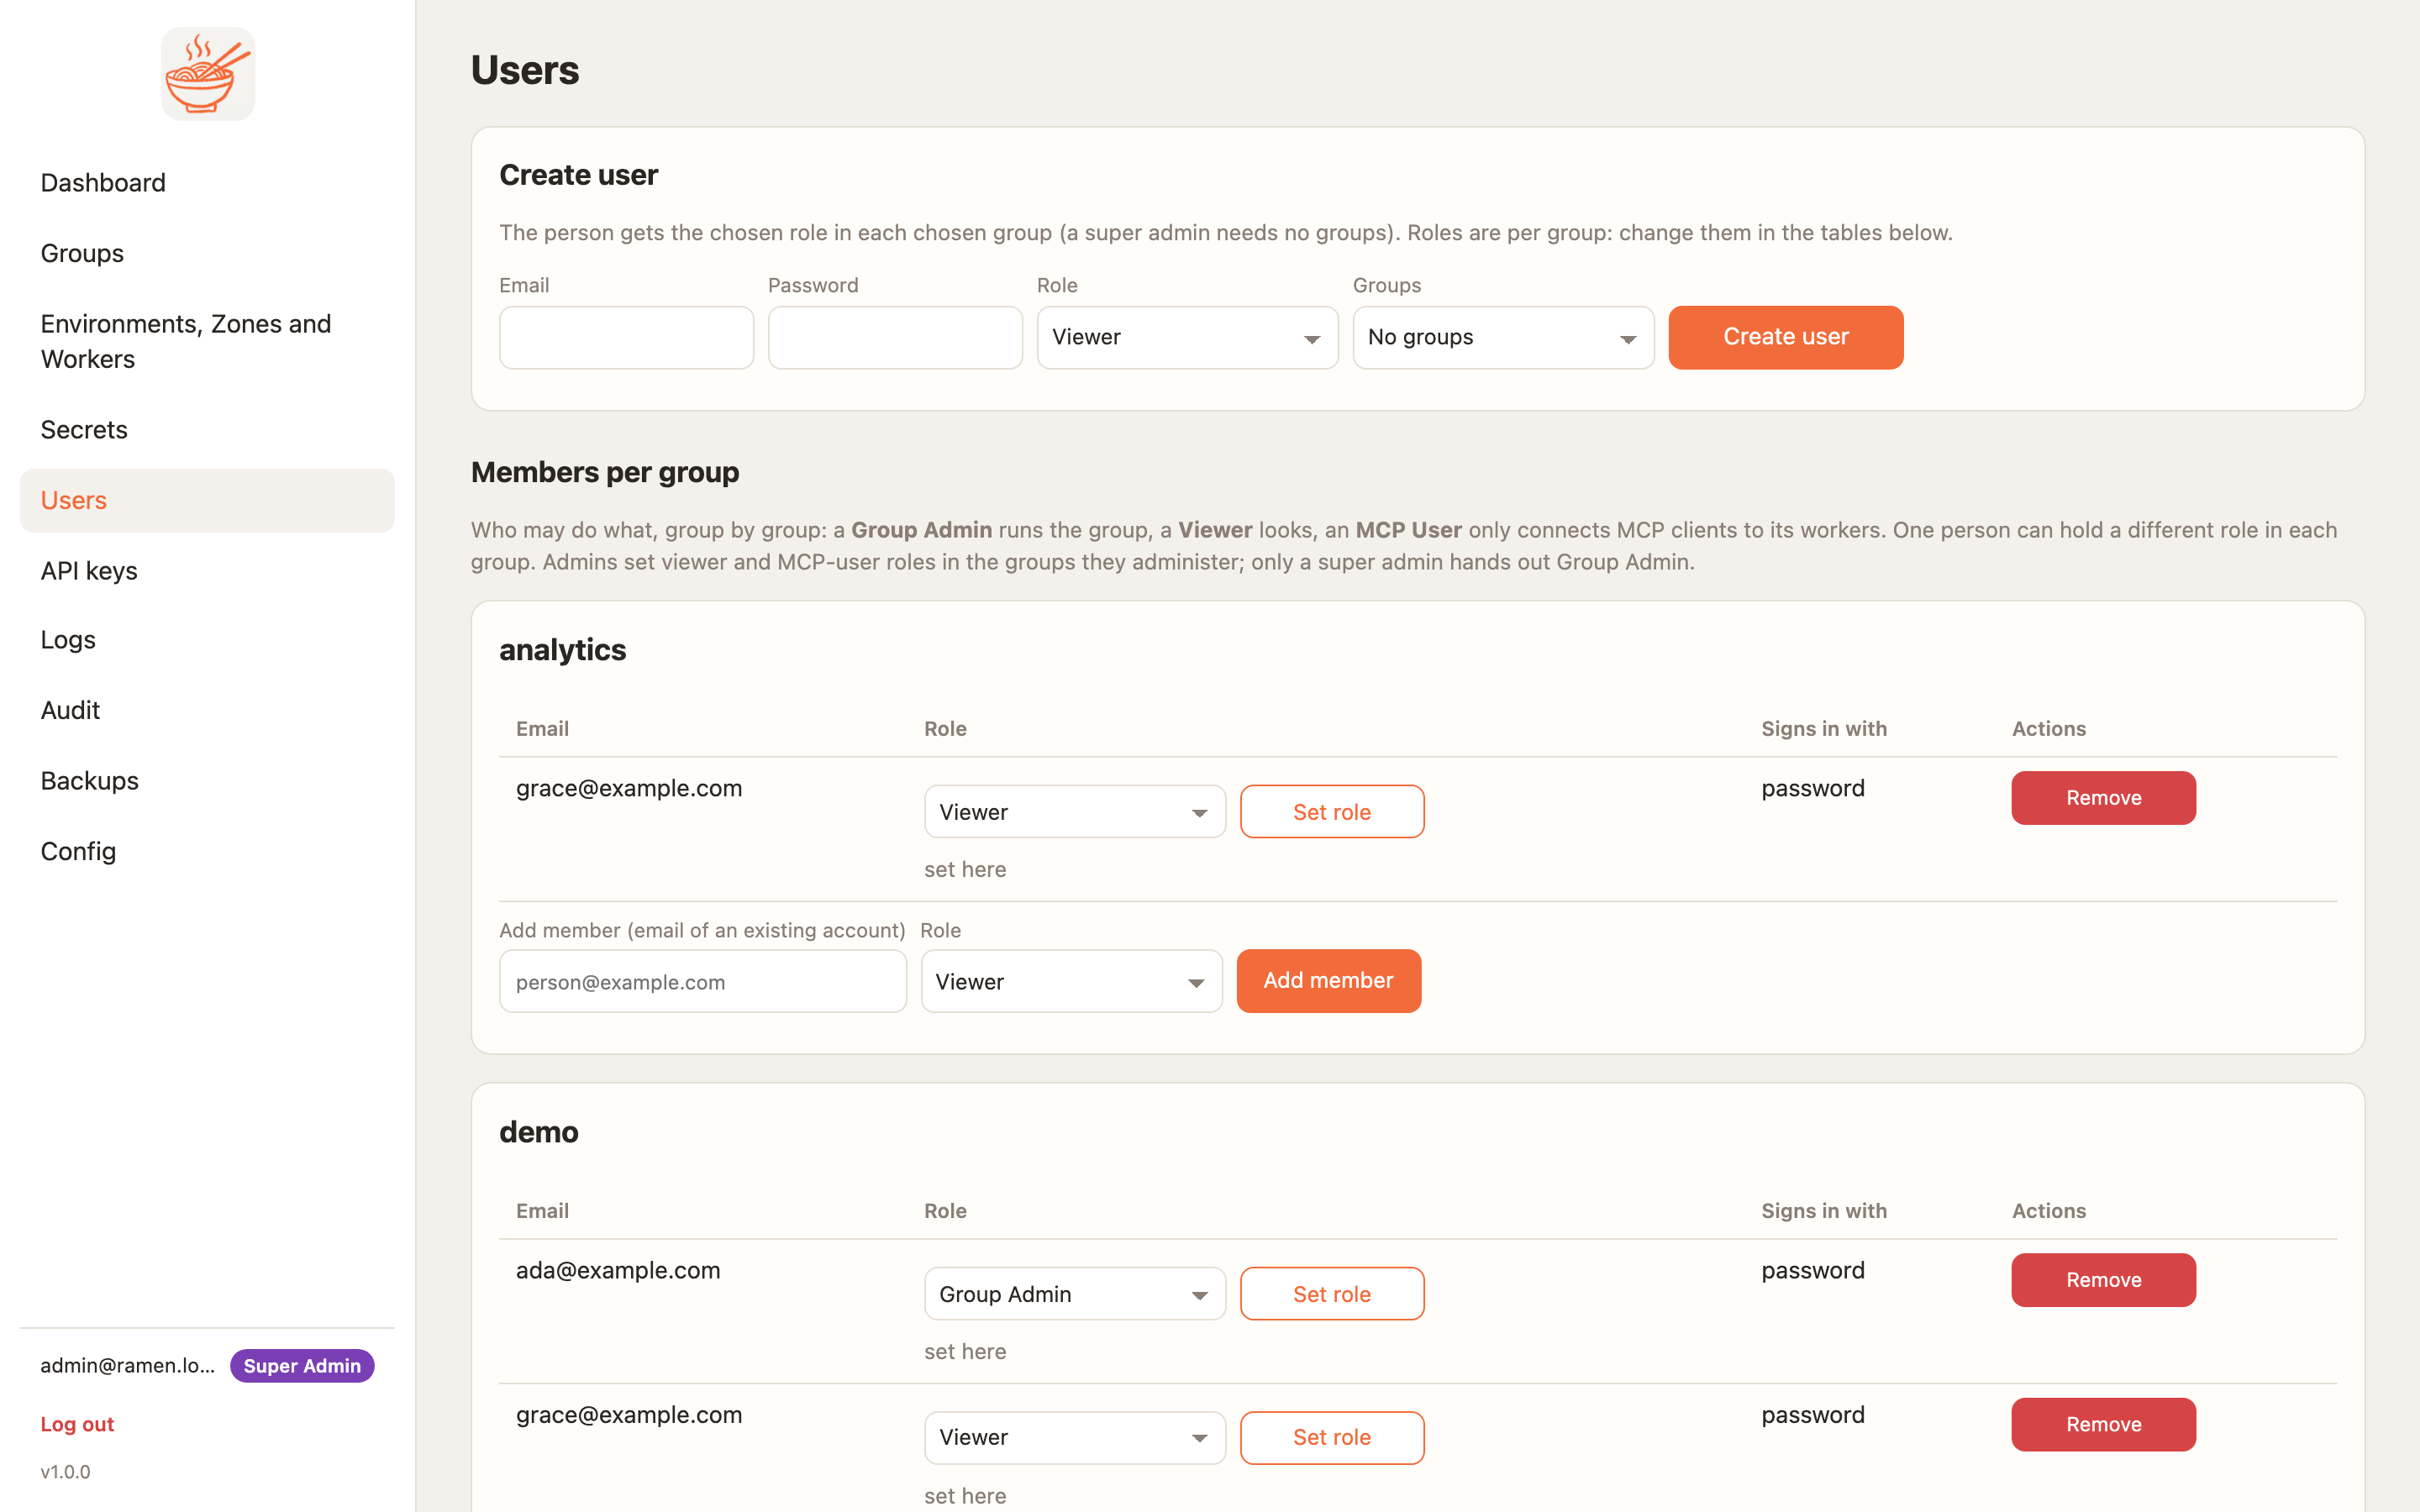 Dashboard
Groups
Environments, Zones and
Workers
Secrets
Users
API keys
Logs
Audit
Backups
Config
admin@ramen.lo... Super Admin
Log out
v1.0.0
Users
Create user
The person gets the chosen role in each chosen group (a super admin needs no groups). Roles are per group: change them in the tables below.
Email Password Role Groups
Viewer No groups Create user
Members per group
Who may do what, group by group: a Group Admin runs the group, a Viewer looks, an MCP User only connects MCP clients to its workers. One person can hold a different role in each
group. Admins set viewer and MCP-user roles in the groups they administer; only a super admin hands out Group Admin.
analytics
Email Role Signs in with Actions
grace@example.com Viewer Set role password Remove
set here
Add member (email of an existing account) Role
person@example.com Viewer Add member
demo
Email Role Signs in with Actions
ada@example.com Group Admin Set role password Remove
set here
grace@example.com Viewer Set role password Remove
set here